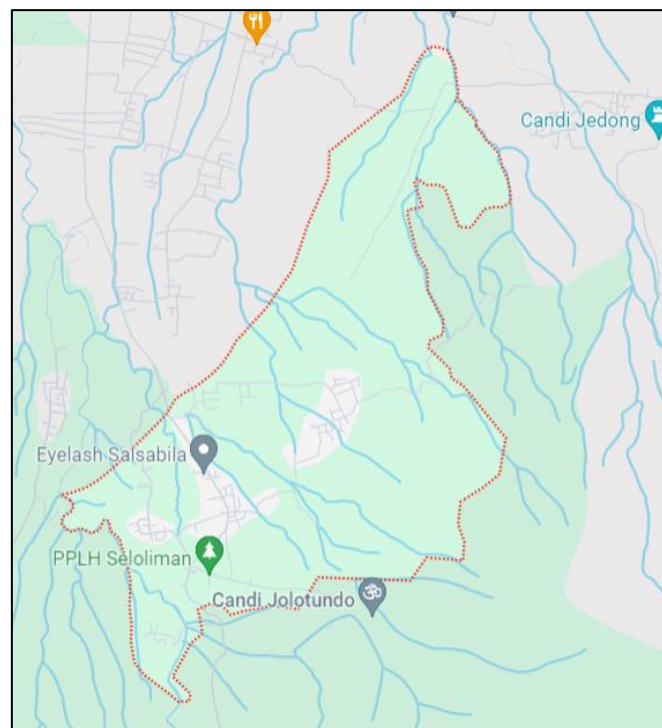 Candi Jedong
Eyelash Salsabila
PPLH Seloliman
Candi Jolotundo